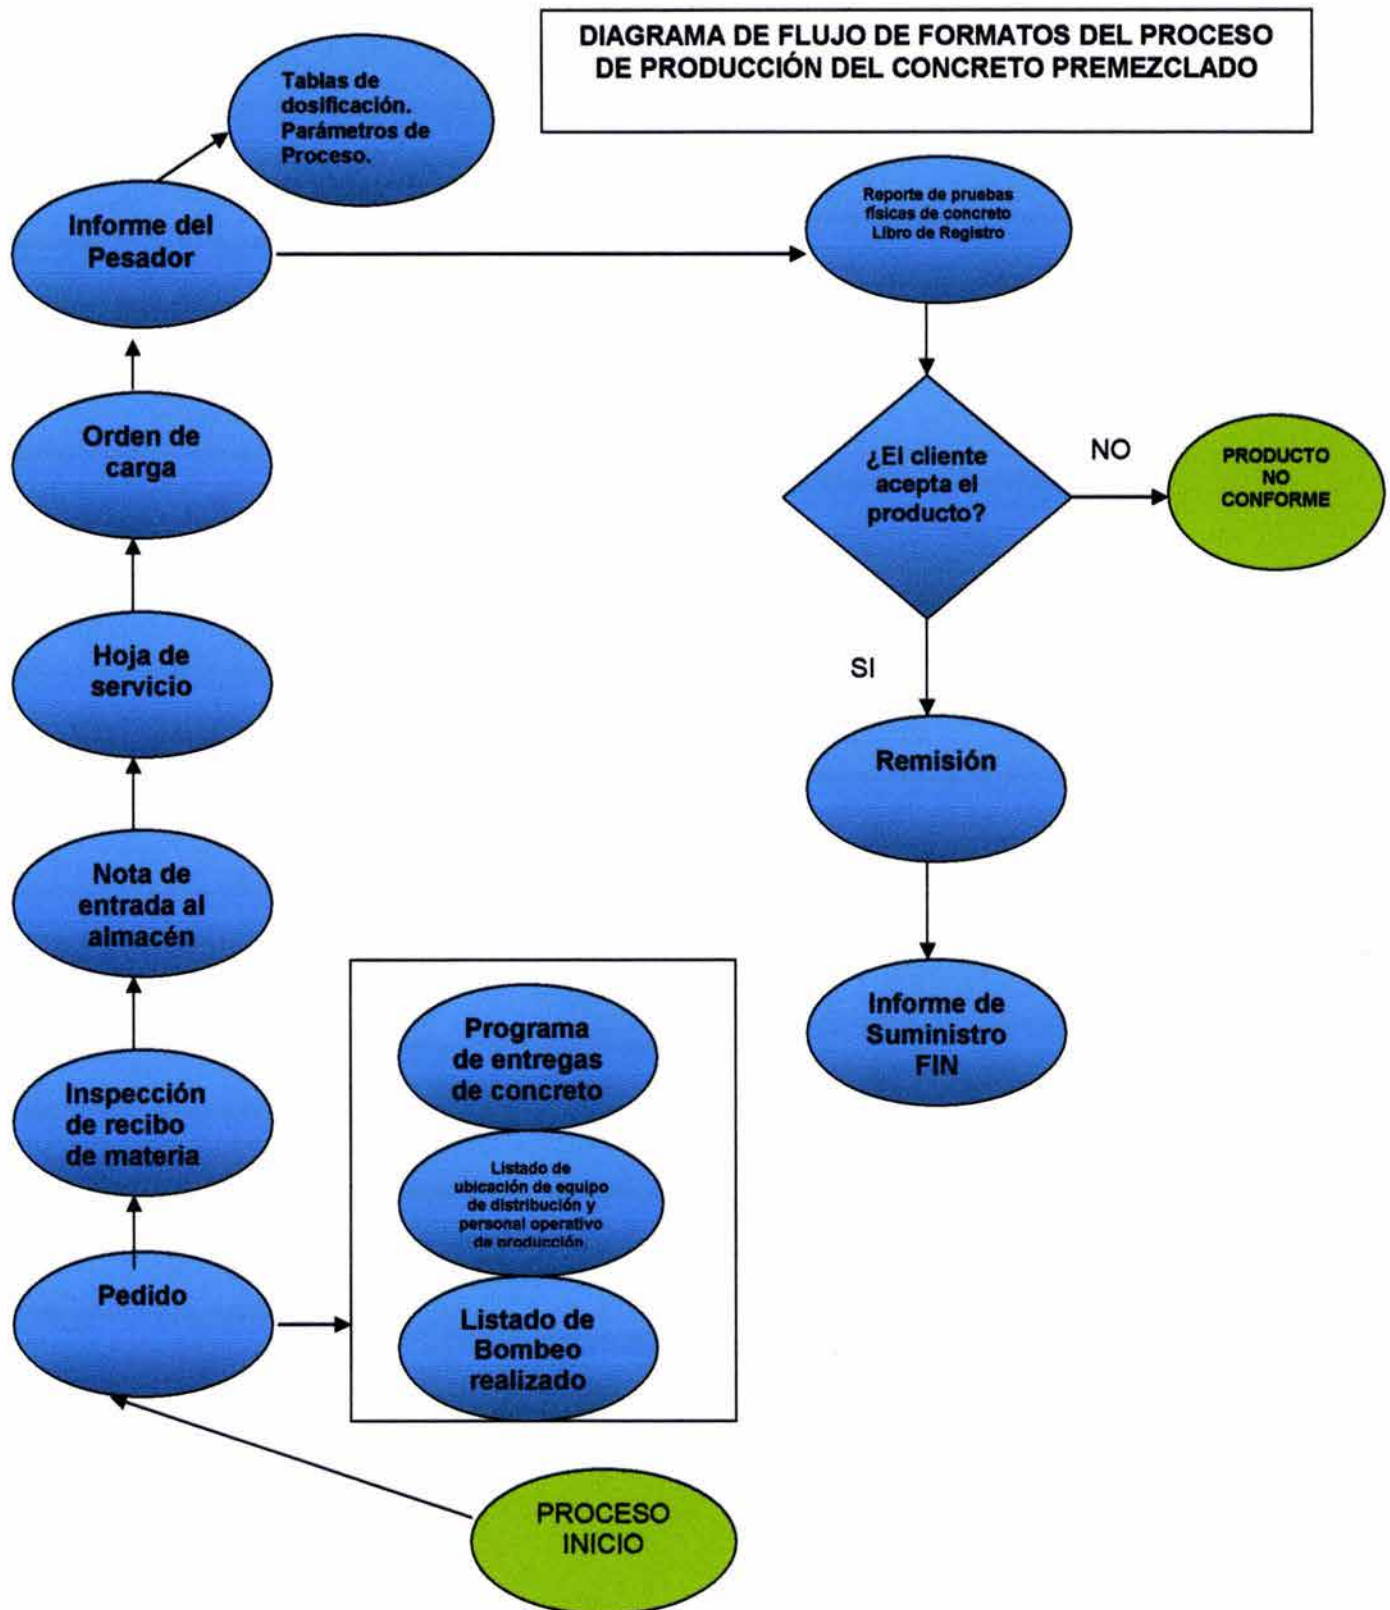 DIAGRAMA DE FLUJO DE FORMATOS DEL PROCESO
DE PRODUCCIÓN DEL CONCRETO PREMEZCLADO
Tablas de
dosificación.
Parámetros de
Proceso.
Informe del
Pesador
Reporte de pruebas
físicas de concreto
Libro de Registro
Orden de
carga
¿El cliente
acepta el
producto?
NO
PRODUCTO
NO
CONFORME
Hoja de
servicio
SI
Remisión
Nota de
entrada al
almacén
Informe de
Suministro
FIN
Programa
de entregas
de concreto
Inspección
de recibo
de materia
Listado de
ubicación de equipo
de distribución y
personal operativo
de producción
Pedido
Listado de
Bombeo
realizado
PROCESO
INICIO